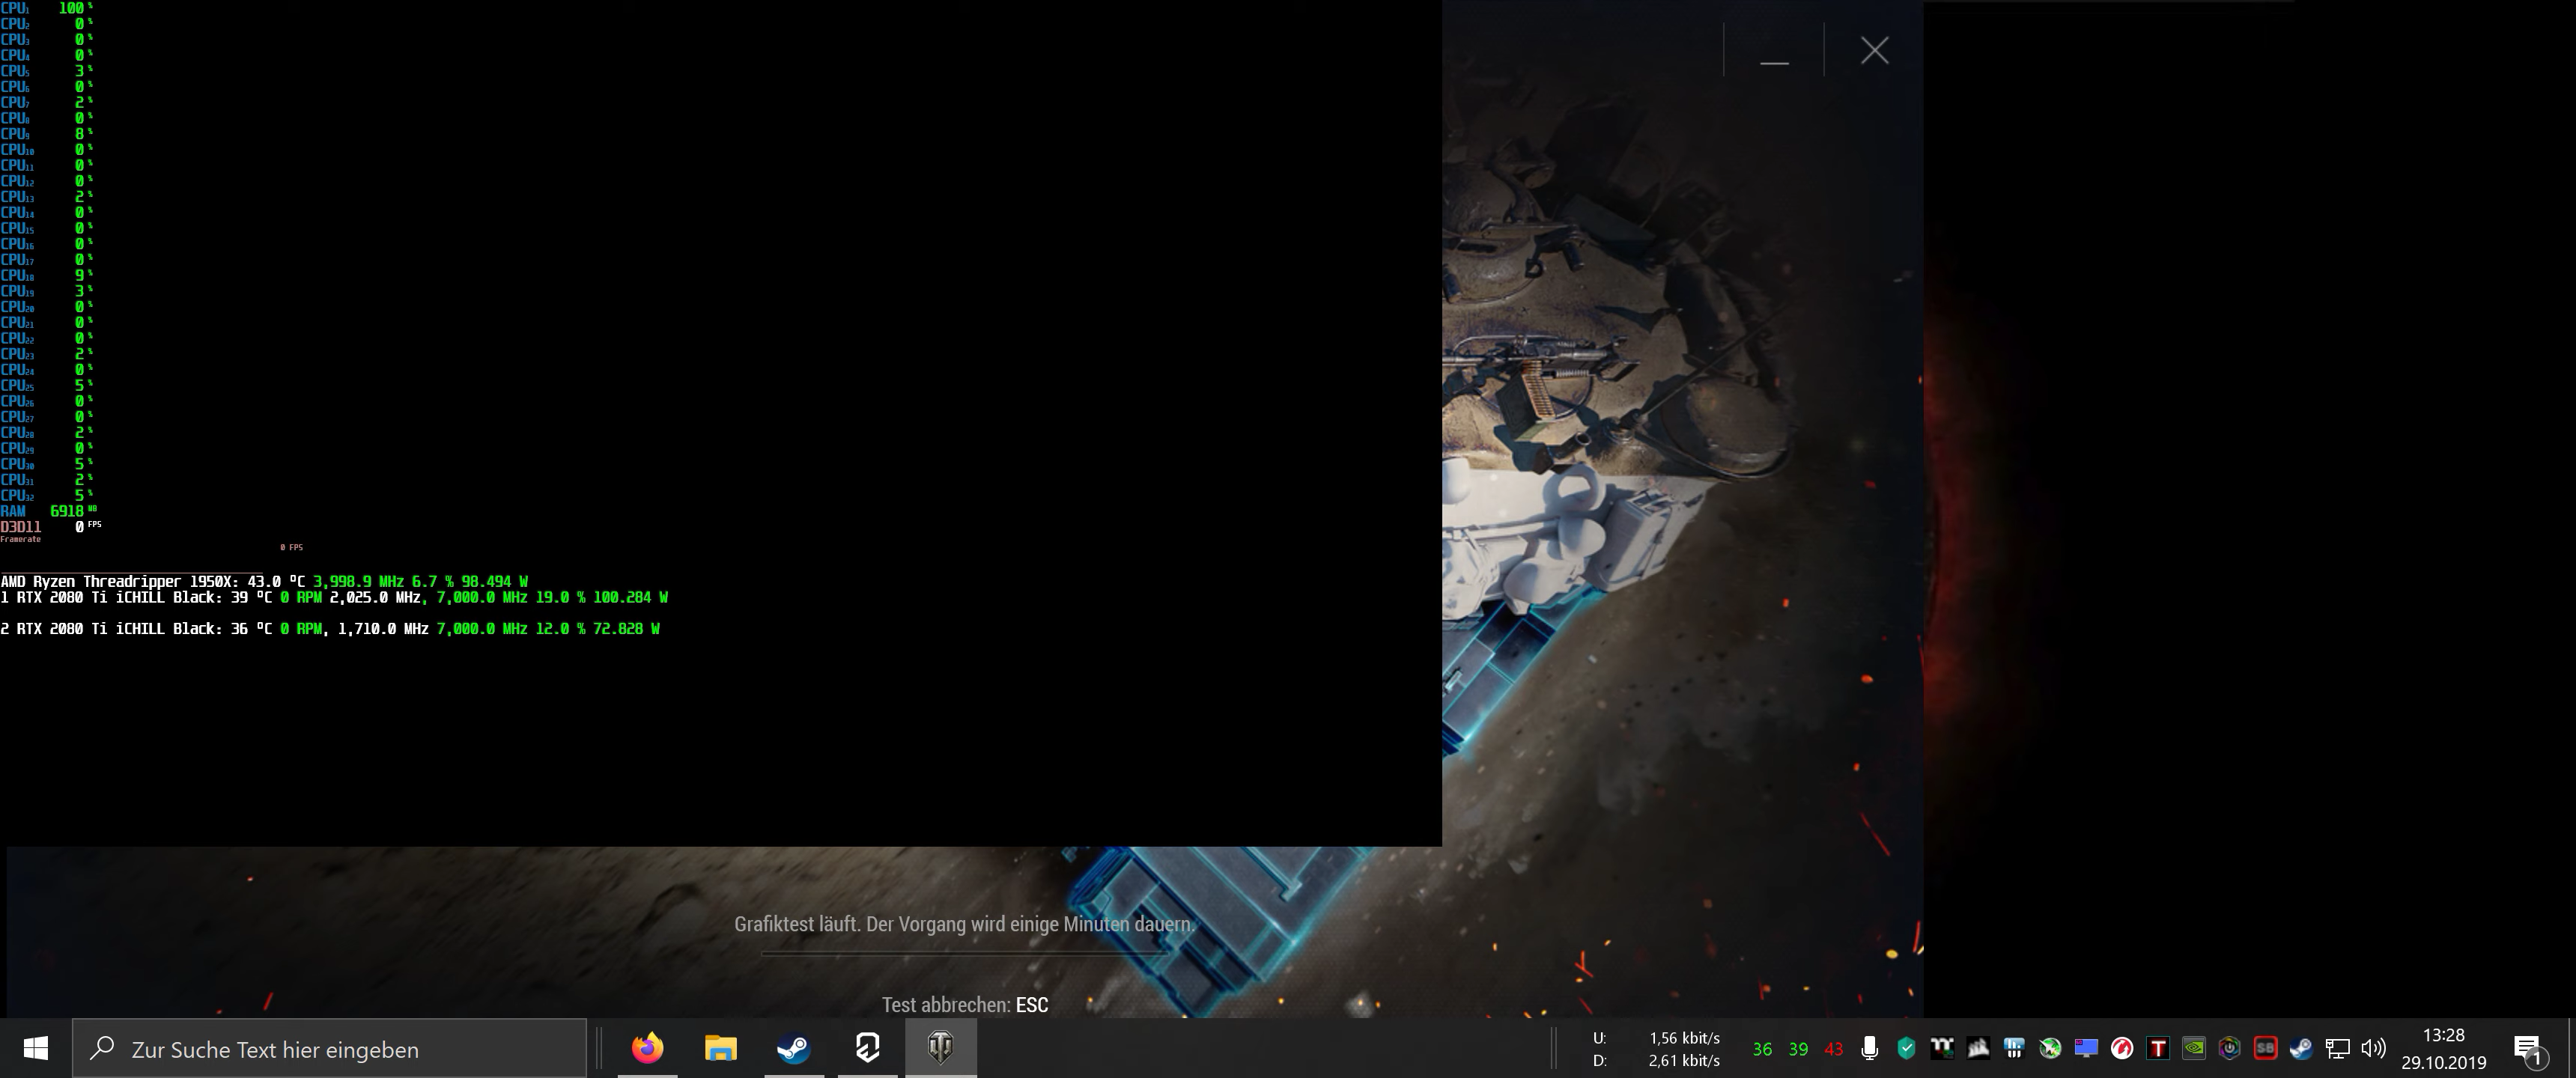 CPU1 100 %
CPU2 0 %
CPU3 0 %
CPU4 0 %
CPU5 3 %
CPU6 0 %
CPU7 2 %
CPU8 0 %
CPU9 8 %
CPU10 0 %
CPU11 0 %
CPU12 0 %
CPU13 2 %
CPU14 0 %
CPU15 0 %
CPU16 0 %
CPU17 0 %
CPU18 9 %
CPU19 3 %
CPU20 0 %
CPU21 0 %
CPU22 0 %
CPU23 2 %
CPU24 0 %
CPU25 5 %
CPU26 0 %
CPU27 0 %
CPU28 2 %
CPU29 0 %
CPU30 5 %
CPU31 2 %
CPU32 5 %
RAM 6918 MB
D3D11 0 FPS
Framerate
0 FPS
AMD Ryzen Threadripper 1950X: 43.0 °C 3,998.9 MHz 6.7 % 98.494 W
1 RTX 2080 Ti iCHILL Black: 39 °C 0 RPM 2,025.0 MHz, 7,000.0 MHz 19.0 % 100.284 W
2 RTX 2080 Ti iCHILL Black: 36 °C 0 RPM, 1,710.0 MHz 7,000.0 MHz 12.0 % 72.828 W
Grafiktest läuft. Der Vorgang wird einige Minuten dauern.
Test abbrechen: ESC
Zur Suche Text hier eingeben
U: 1,56 kbit/s
D: 2,61 kbit/s
36 39 43
T
SB
13:28
29.10.2019
1